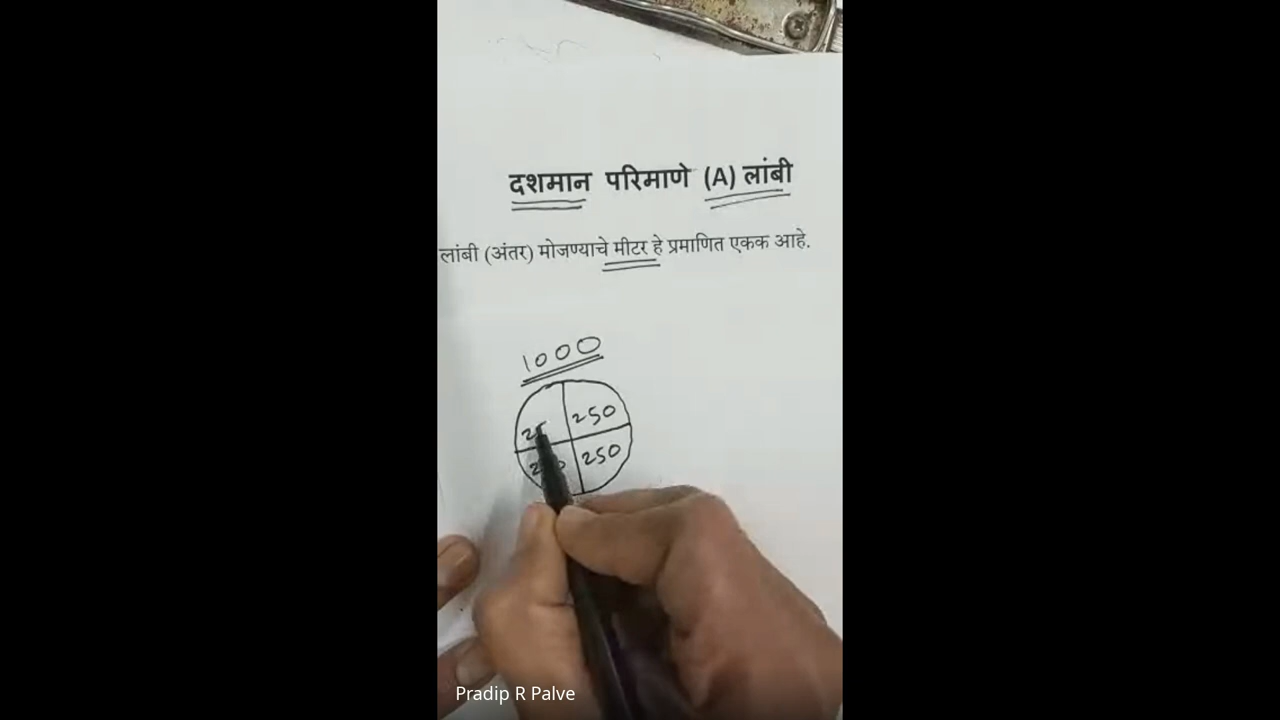 दशमान परिमाणे (A) लांबी
लांबी (अंतर) मोजण्याचे मीटर हे प्रमाणित एकक आहे.
1000
250
250
Pradip R Palve